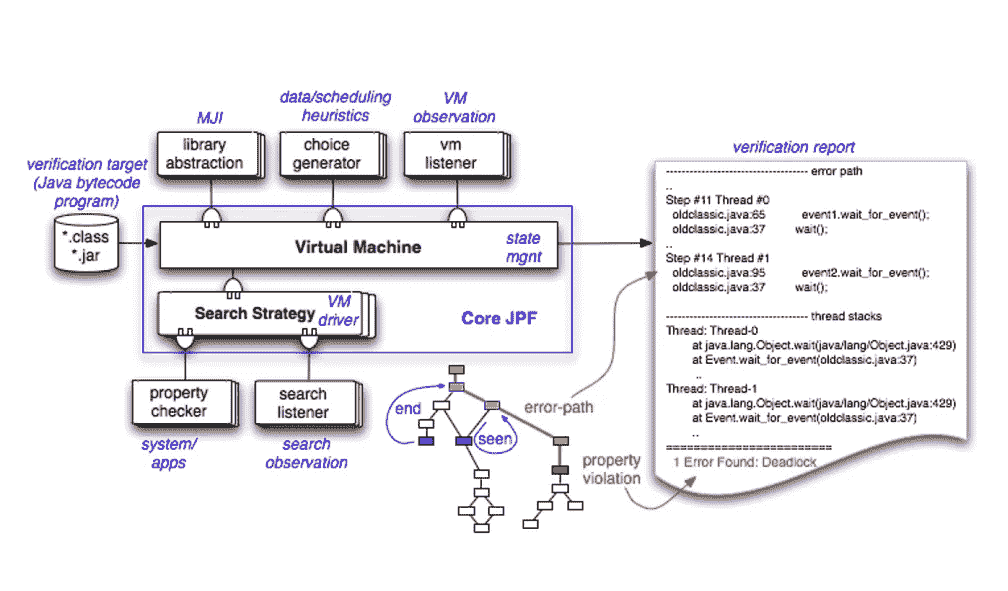 MJI
data/scheduling
heuristics
VM
observation
library
abstraction
choice
generator
vm
listener
verification target
(Java bytecode
program)
*.class
*.jar
Virtual Machine
state
mgnt
Search Strategy
VM
driver
Core JPF
property
checker
search
listener
system/
apps
search
observation
end
seen
error-path
property
violation
verification report
------------------------------------ error path
..
Step #11 Thread #0
oldclassic.java:65 event1.wait_for_event();
oldclassic.java:37 wait();
..
Step #14 Thread #1
oldclassic.java:95 event2.wait_for_event();
oldclassic.java:37 wait();
------------------------------------ thread stacks
Thread: Thread-0
at java.lang.Object.wait(java/lang/Object.java:429)
at Event.wait_for_event(oldclassic.java:37)
..
Thread: Thread-1
at java.lang.Object.wait(java/lang/Object.java:429)
at Event.wait_for_event(oldclassic.java:37)
..
========================
1 Error Found: Deadlock